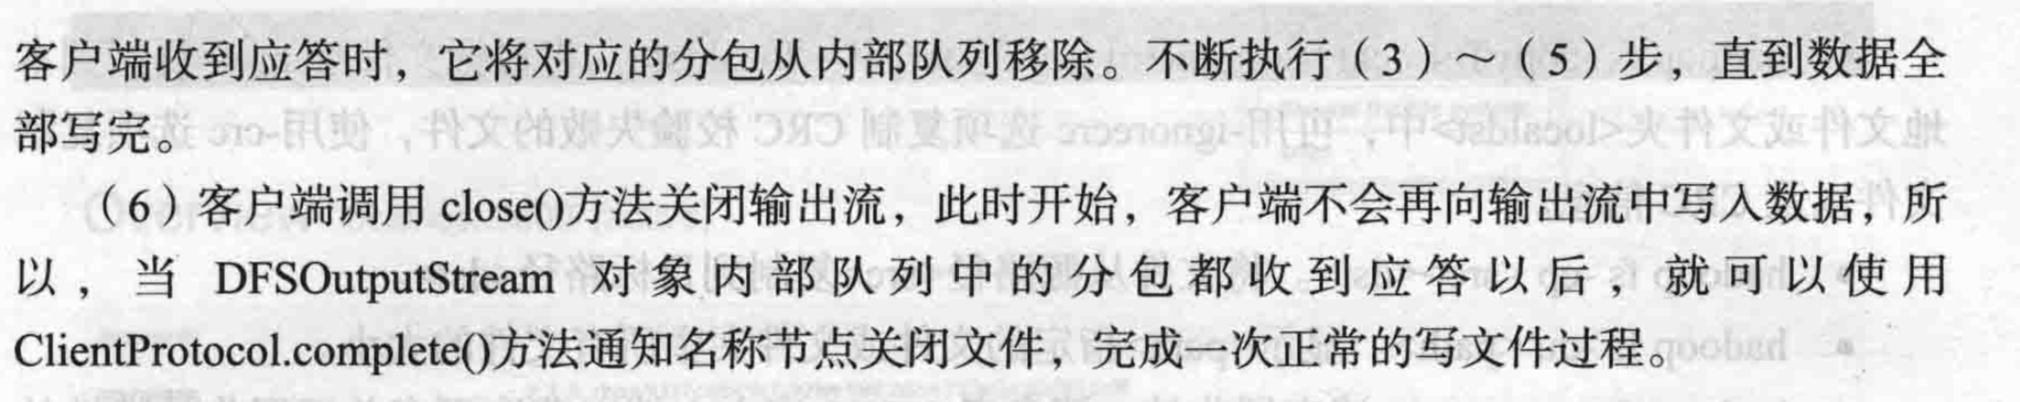 客户端收到应答时，它将对应的分包从内部队列移除。不断执行（3）～（5）步，直到数据全
部写完。
（6）客户端调用 close()方法关闭输出流，此时开始，客户端不会再向输出流中写入数据，所
以，当 DFSOutputStream 对象内部队列中的分包都收到应答以后，就可以使用
ClientProtocol.complete()方法通知名称节点关闭文件，完成一次正常的写文件过程。